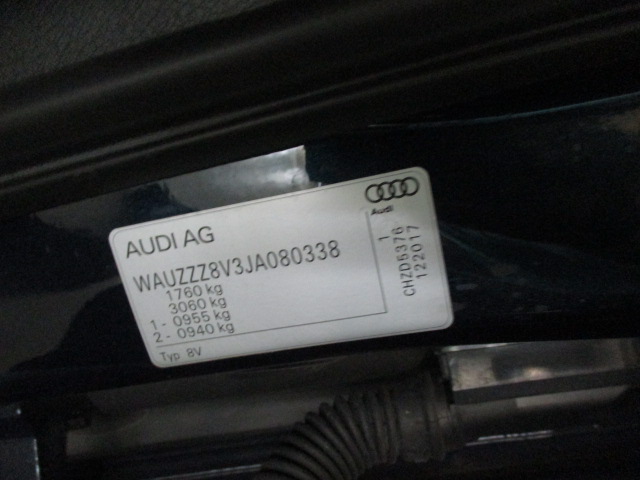 AUDI AG
Audi
WAUZZZ8V3JA080338
1760 kg
3060 kg
1 - 0955 kg
2 - 0940 kg
Typ 8V
1
CHZD5376
122017